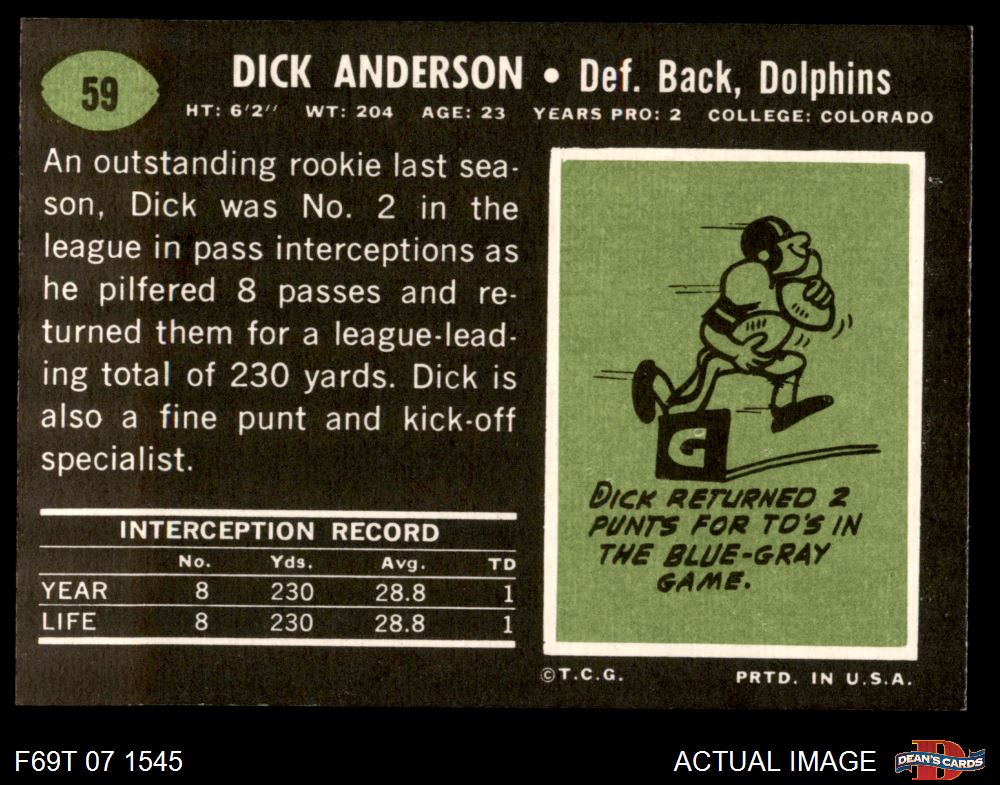 59
DICK ANDERSON • Def. Back, Dolphins
HT: 6'2" WT: 204 AGE: 23 YEARS PRO: 2 COLLEGE: COLORADO
An outstanding rookie last sea-
son, Dick was No. 2 in the
league in pass interceptions as
he pilfered 8 passes and re-
turned them for a league-lead-
ing total of 230 yards. Dick is
also a fine punt and kick-off
specialist.
INTERCEPTION RECORD
No. Yds. Avg. TD
YEAR 8 230 28.8 1
LIFE 8 230 28.8 1
G
DICK RETURNED 2
PUNTS FOR TD'S IN
THE BLUE-GRAY
GAME.
©T.C.G. PRTD. IN U.S.A.
F69T 07 1545 ACTUAL IMAGE
D
DEAN'S CARDS